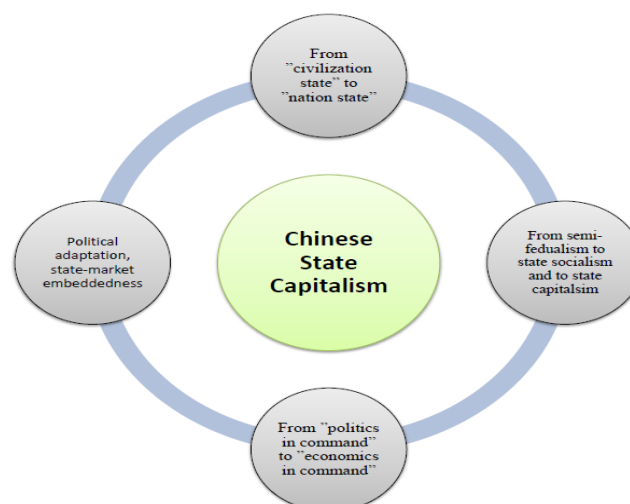 From
”civilization
state” to
”nation state”
Political
adaptation,
state-market
embeddedness
Chinese
State
Capitalism
From semi-
fedualism to
state socialism
and to state
capitalsim
From ”politics
in command”
to ”economics
in command”